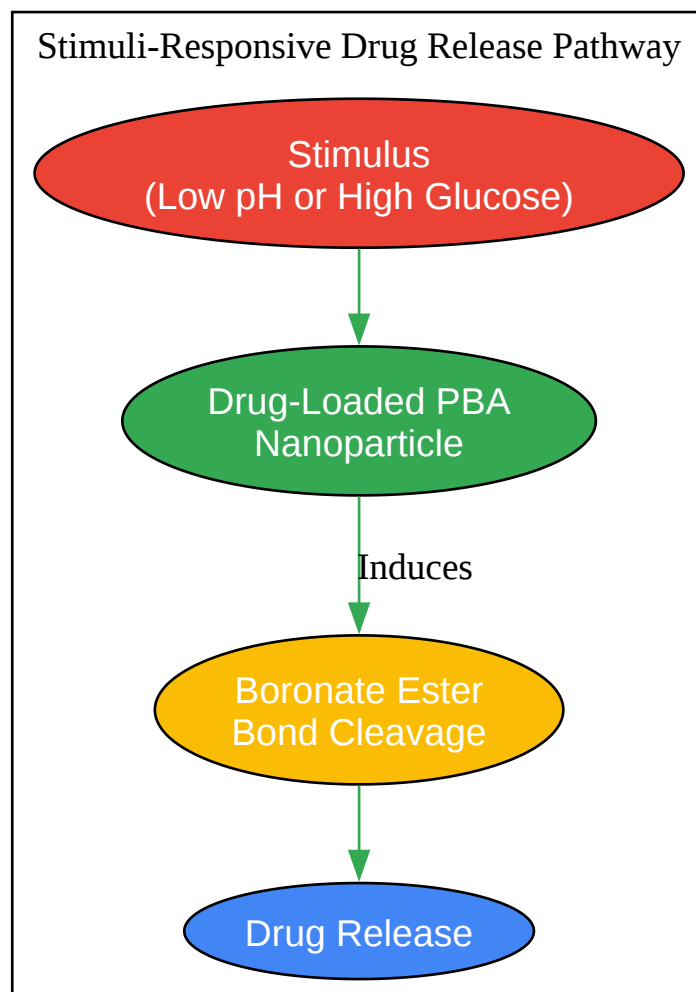 Stimuli-Responsive Drug Release Pathway
Stimulus
(Low pH or High Glucose)
Drug-Loaded PBA
Nanoparticle
Induces
Boronate Ester
Bond Cleavage
Drug Release